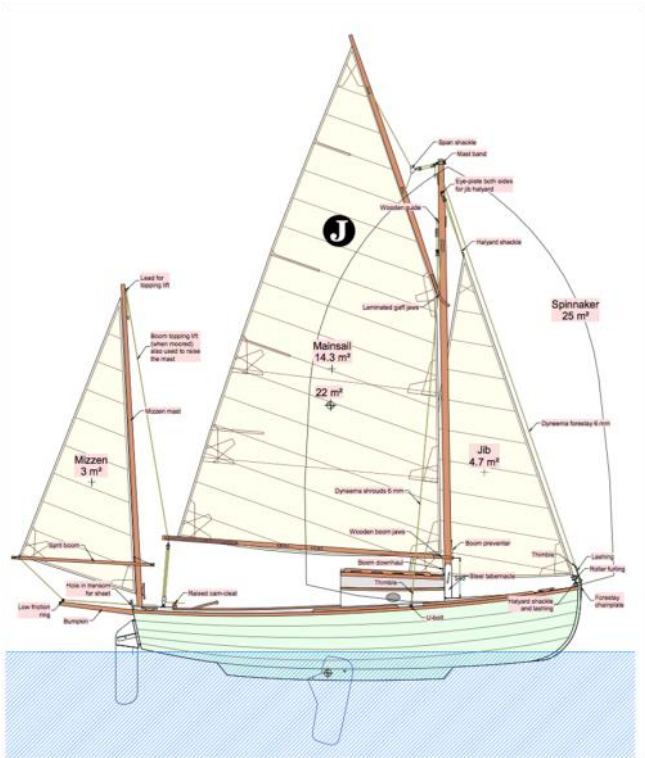 Span shackle
Mast band
Eye-plate both sides
for jib halyard
Wooden guide
Halyard shackle
J
Lead for
topping lift
Laminated gaff jaws
Spinnaker
25 m²
Boom topping lift
(when moored)
also used to raise
the mast
Mainsail
14.3 m²
22 m²
Mizzen mast
Dyneema forestay 6 mm
Mizzen
3 m²
Jib
4.7 m²
Dyneema shrouds 6 mm
Wooden boom jaws
Boom preventer
Sprit boom
Boom downhaul
Thimble
Lashing
Roller furling
Steel tabernacle
Hole in transom
for sheet
Raised cam-cleat
Thimble
Low friction
ring
Bumpkin
U-bolt
Halyard shackle
and lashing
Forestay
chainplate